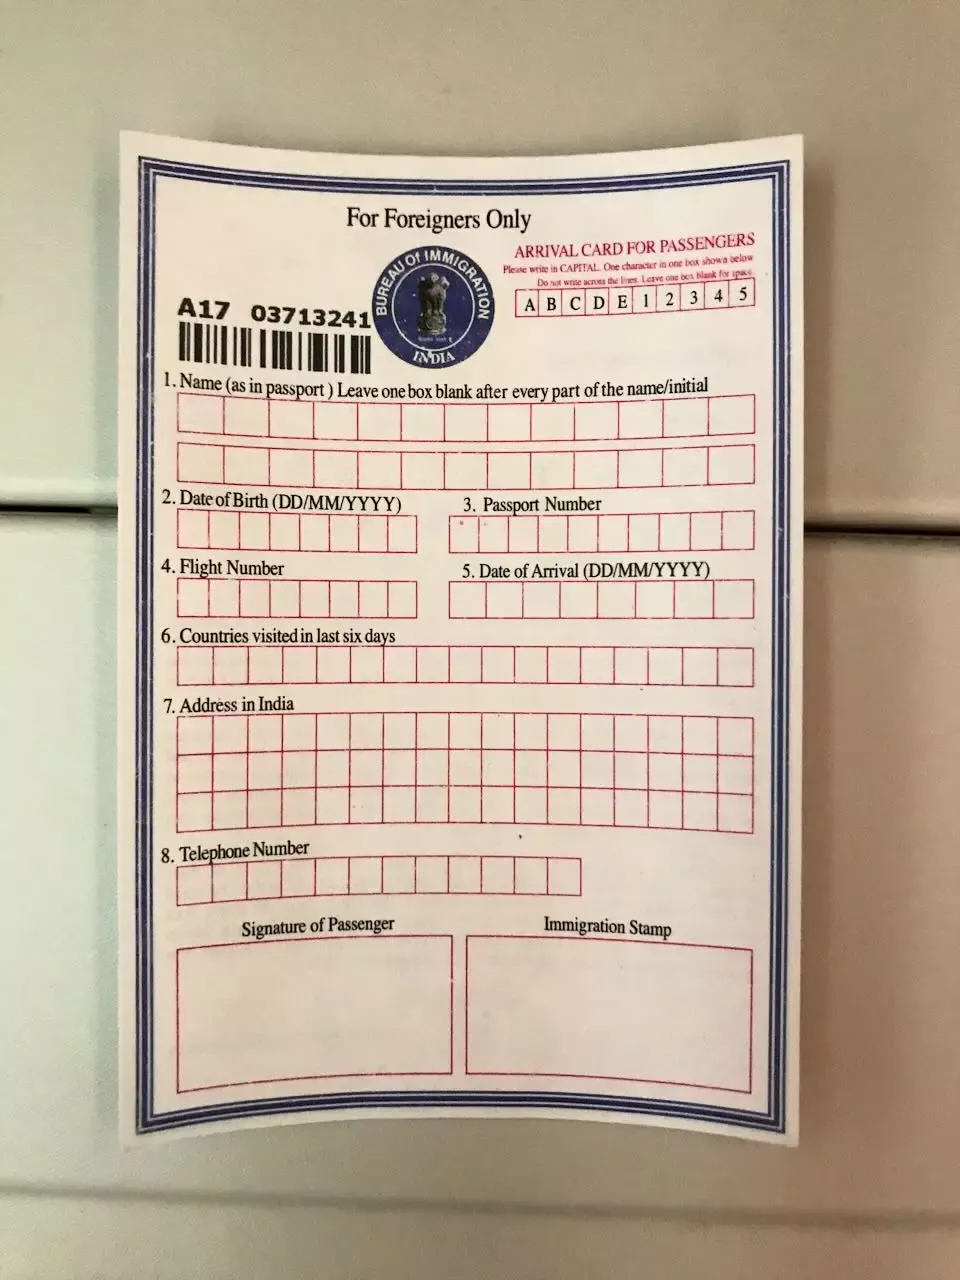 For Foreigners Only
ARRIVAL CARD FOR PASSENGERS
Please write in CAPITAL. One character in one box shown below
Do not write across the lines. Leave one box blank for space.
A B C D E 1 2 3 4 5
BUREAU Of IMMIGRATION
INDIA
A17 03713241
1. Name (as in passport ) Leave one box blank after every part of the name/initial
2. Date of Birth (DD/MM/YYYY)
3. Passport Number
4. Flight Number
5. Date of Arrival (DD/MM/YYYY)
6. Countries visited in last six days
7. Address in India
8. Telephone Number
Signature of Passenger
Immigration Stamp